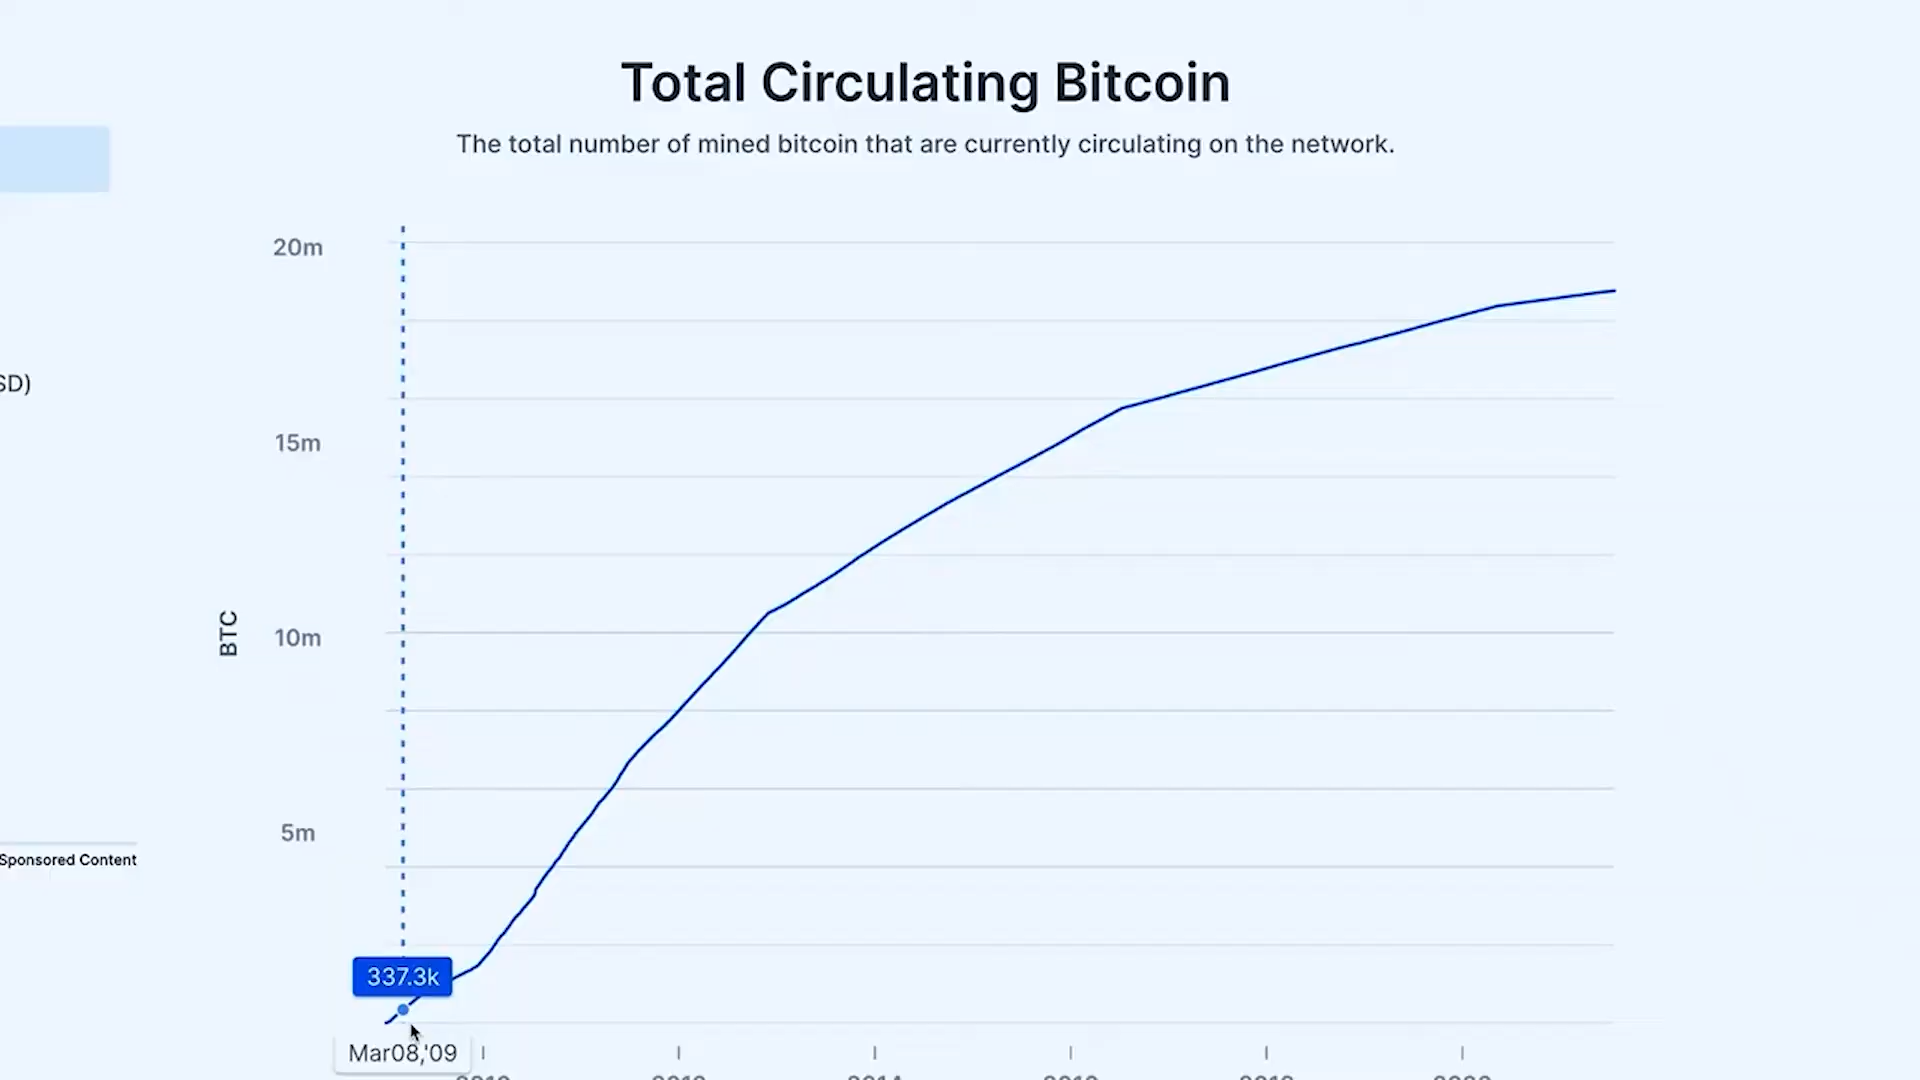 Total Circulating Bitcoin
The total number of mined bitcoin that are currently circulating on the network.
20m
SD)
15m
BTC
10m
5m
Sponsored Content
337.3k
Mar08,'09